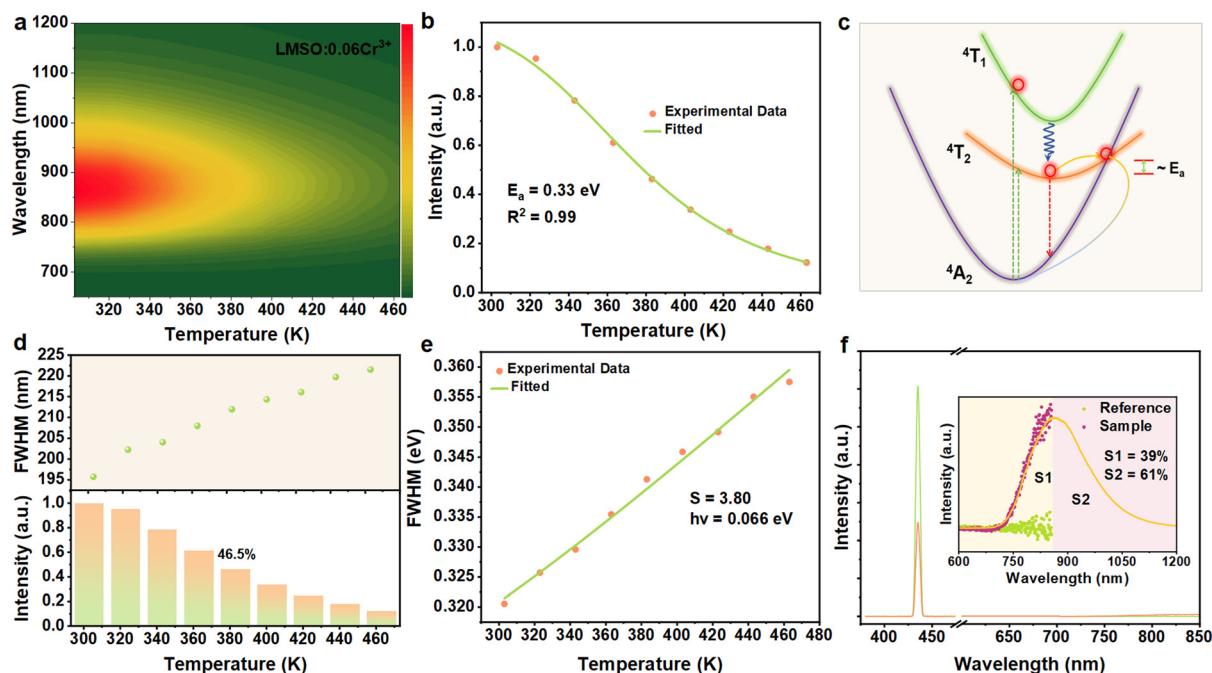 a
LMSO:0.06Cr³⁺
1200
1100
1000
900
800
700
Wavelength (nm)
320 340 360 380 400 420 440 460
Temperature (K)
b
1.0
0.8
0.6
0.4
0.2
0.0
Intensity (a.u.)
Experimental Data
Fitted
Eₐ = 0.33 eV
R² = 0.99
300 320 340 360 380 400 420 440 460
Temperature (K)
c
⁴T₁
⁴T₂
~ Eₐ
⁴A₂
d
225
220
215
210
205
200
195
190
FWHM (nm)
1.0
0.8
0.6
0.4
0.2
0.0
Intensity (a.u.)
46.5%
300 320 340 360 380 400 420 440 460
Temperature (K)
e
0.360
0.355
0.350
0.345
0.340
0.335
0.330
0.325
0.320
FWHM (eV)
Experimental Data
Fitted
S = 3.80
hv = 0.066 eV
300 320 340 360 380 400 420 440 460 480
Temperature (K)
f
Intensity (a.u.)
Intensity (a.u.)
Reference
Sample
S1 = 39%
S2 = 61%
S1
S2
600 750 900 1050 1200
Wavelength (nm)
400 450 650 700 750 800 850
Wavelength (nm)